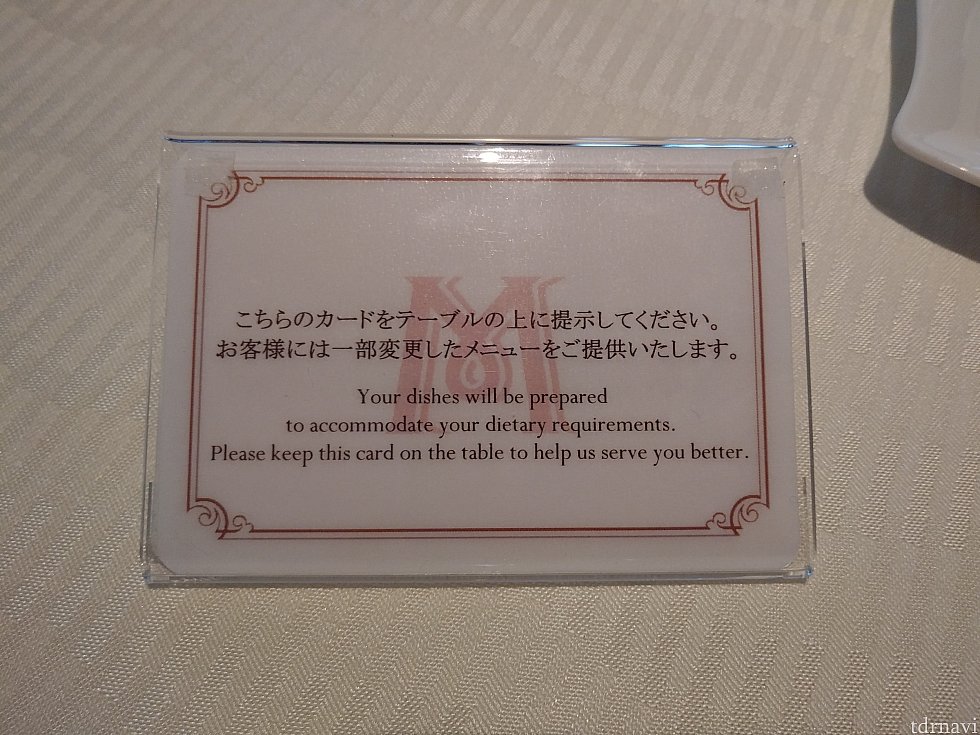 M
こちらのカードをテーブルの上に提示してください。
お客様には一部変更したメニューをご提供いたします。
Your dishes will be prepared
to accommodate your dietary requirements.
Please keep this card on the table to help us serve you better.
tdrnavi